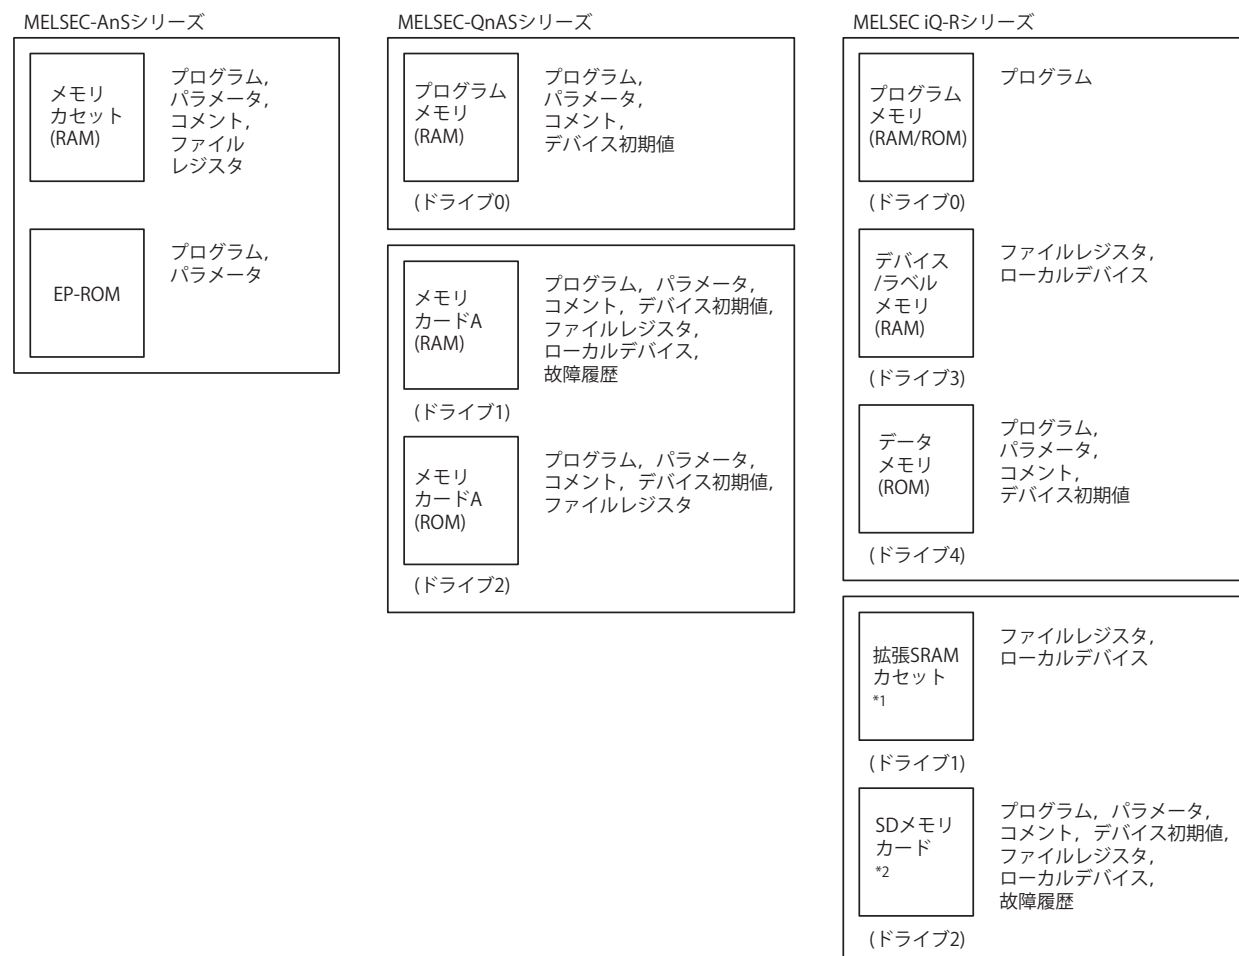 MELSEC-AnSシリーズ
メモリ
カセット
(RAM)
プログラム,
パラメータ,
コメント,
ファイル
レジスタ
EP-ROM
プログラム,
パラメータ
MELSEC-QnASシリーズ
プログラム
メモリ
(RAM)
プログラム,
パラメータ,
コメント,
デバイス初期値
(ドライブ0)
メモリ
カードA
(RAM)
プログラム, パラメータ,
コメント, デバイス初期値,
ファイルレジスタ,
ローカルデバイス,
故障履歴
(ドライブ1)
メモリ
カードA
(ROM)
プログラム, パラメータ,
コメント, デバイス初期値,
ファイルレジスタ
(ドライブ2)
MELSEC iQ-Rシリーズ
プログラム
メモリ
(RAM/ROM)
プログラム
(ドライブ0)
デバイス
/ラベル
メモリ
(RAM)
ファイルレジスタ,
ローカルデバイス
(ドライブ3)
データ
メモリ
(ROM)
プログラム,
パラメータ,
コメント,
デバイス初期値
(ドライブ4)
拡張SRAM
カセット
*1
ファイルレジスタ,
ローカルデバイス
(ドライブ1)
SDメモリ
カード
*2
プログラム, パラメータ,
コメント, デバイス初期値,
ファイルレジスタ,
ローカルデバイス,
故障履歴
(ドライブ2)